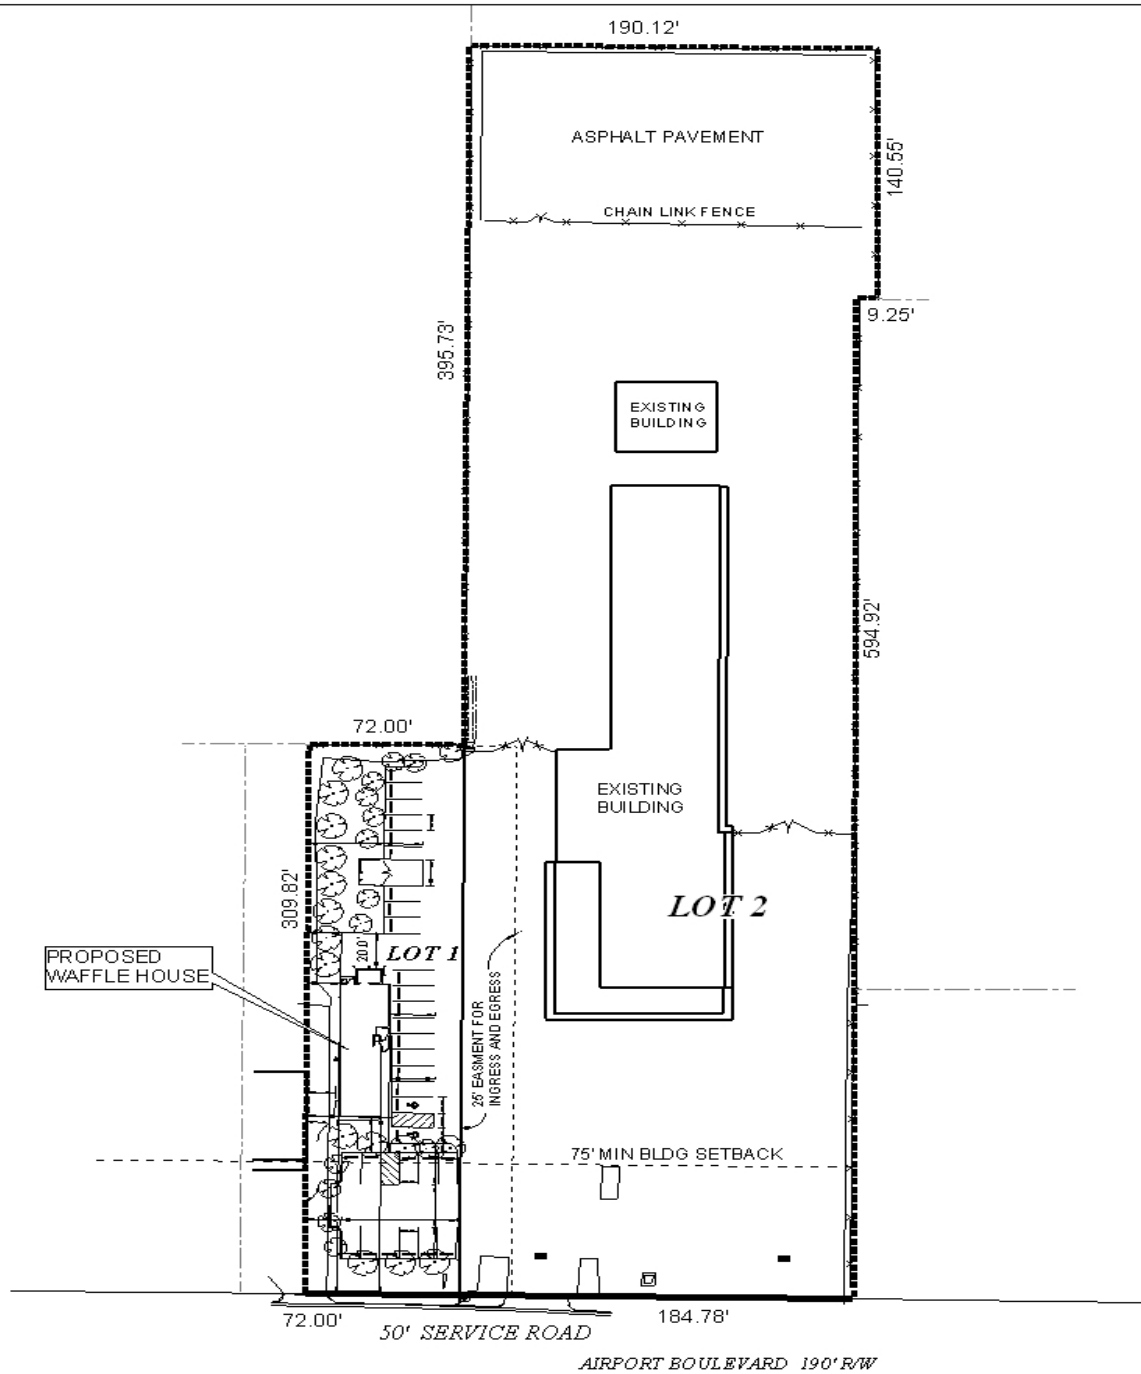 190.12'
ASPHALT PAVEMENT
140.55'
CHAIN LINK FENCE
9.25'
395.73'
EXISTING
BUILDING
594.92'
72.00'
EXISTING
BUILDING
309.82'
LOT 2
PROPOSED
WAFFLE HOUSE
20.0'
LOT 1
25' EASMENT FOR
INGRESS AND EGRESS
75' MIN BLDG SETBACK
72.00'
184.78'
50' SERVICE ROAD
AIRPORT BOULEVARD 190' R/W